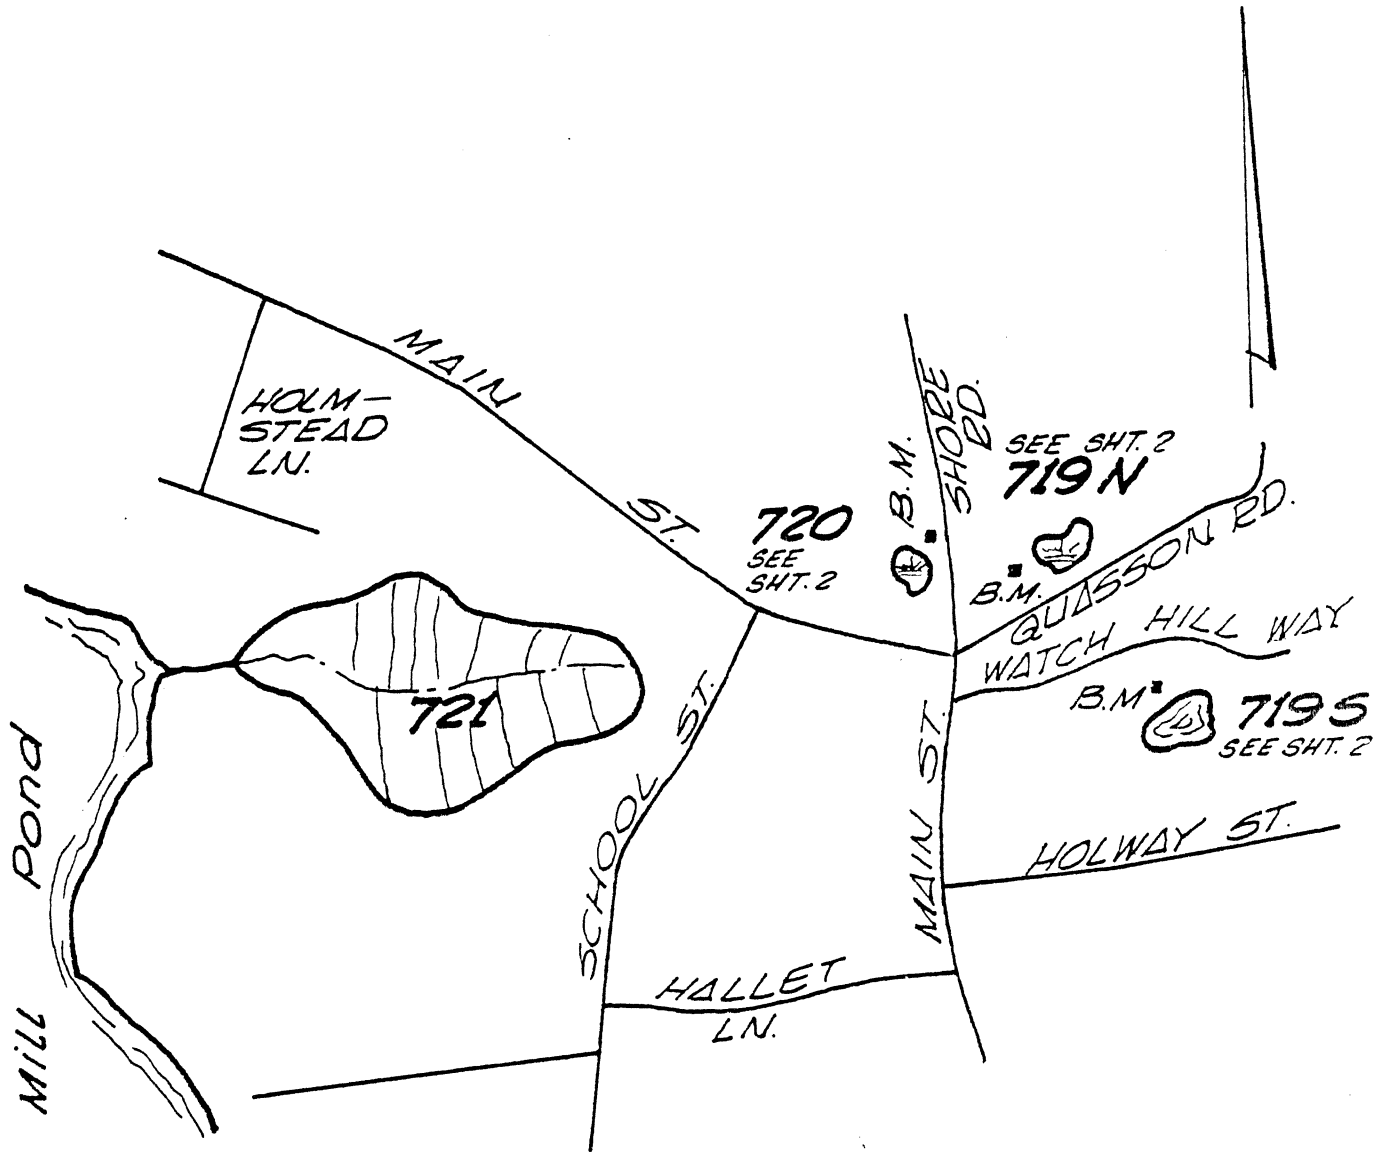 MAIN ST.
HOLM-
STEAD
LN.
SHORE
RD.
B.M.
SEE SHT. 2
719 N
720
SEE
SHT. 2
B.M.
QUASSON RD.
WATCH HILL WAY
B.M
719 S
SEE SHT. 2
721
SCHOOL ST.
MAIN ST.
HOLWAY ST.
HALLET
LN.
Mill Pond